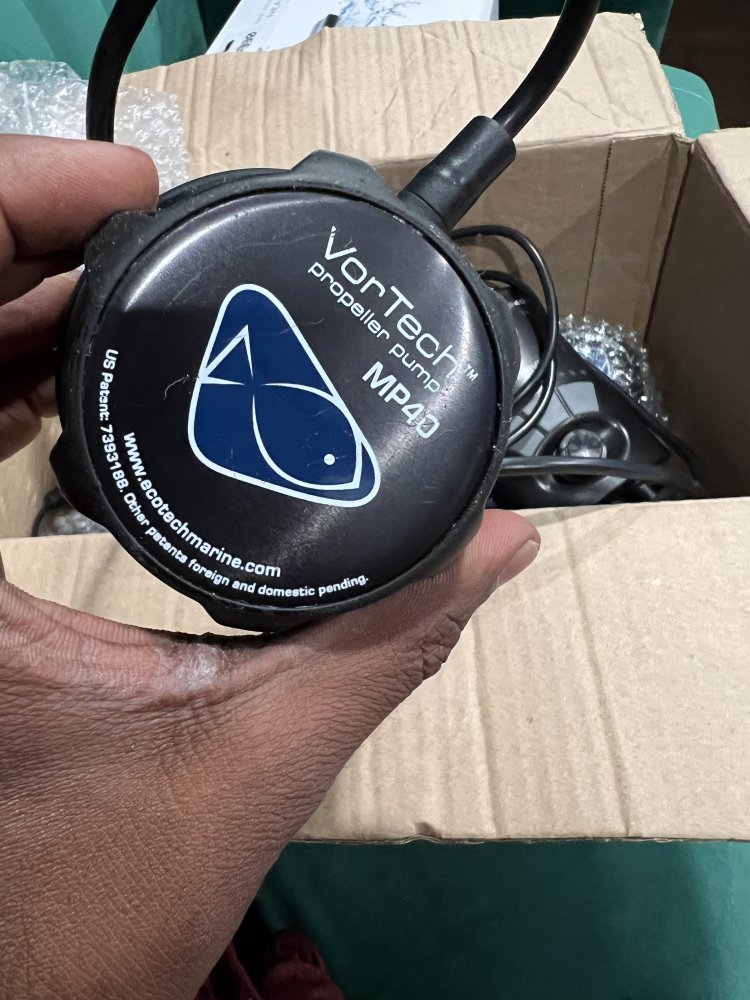 VorTech™
propeller pump
MP40
www.ecotechmarine.com
US Patent: 7393188. Other patents foreign and domestic pending.